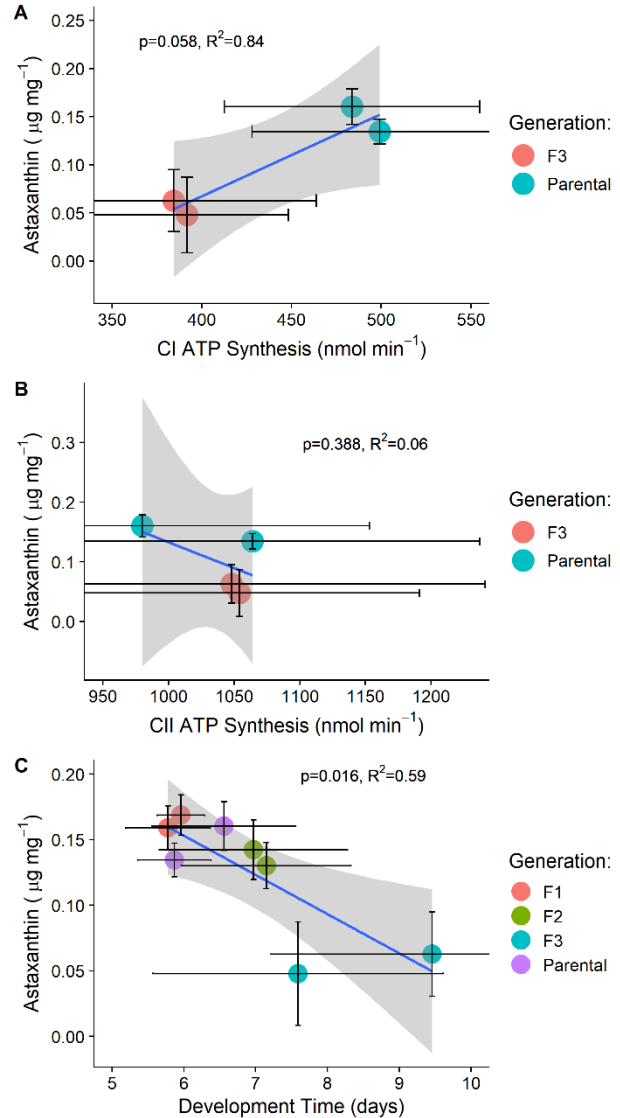 A
p=0.058, R²=0.84
Astaxanthin ( μg mg⁻¹)
0.25
0.20
0.15
0.10
0.05
0.00
350
400
450
500
550
CI ATP Synthesis (nmol min⁻¹)
Generation:
F3
Parental
B
p=0.388, R²=0.06
Astaxanthin ( μg mg⁻¹)
0.3
0.2
0.1
0.0
950
1000
1050
1100
1150
1200
CII ATP Synthesis (nmol min⁻¹)
Generation:
F3
Parental
C
p=0.016, R²=0.59
Astaxanthin ( μg mg⁻¹)
0.20
0.15
0.10
0.05
0.00
5
6
7
8
9
10
Development Time (days)
Generation:
F1
F2
F3
Parental